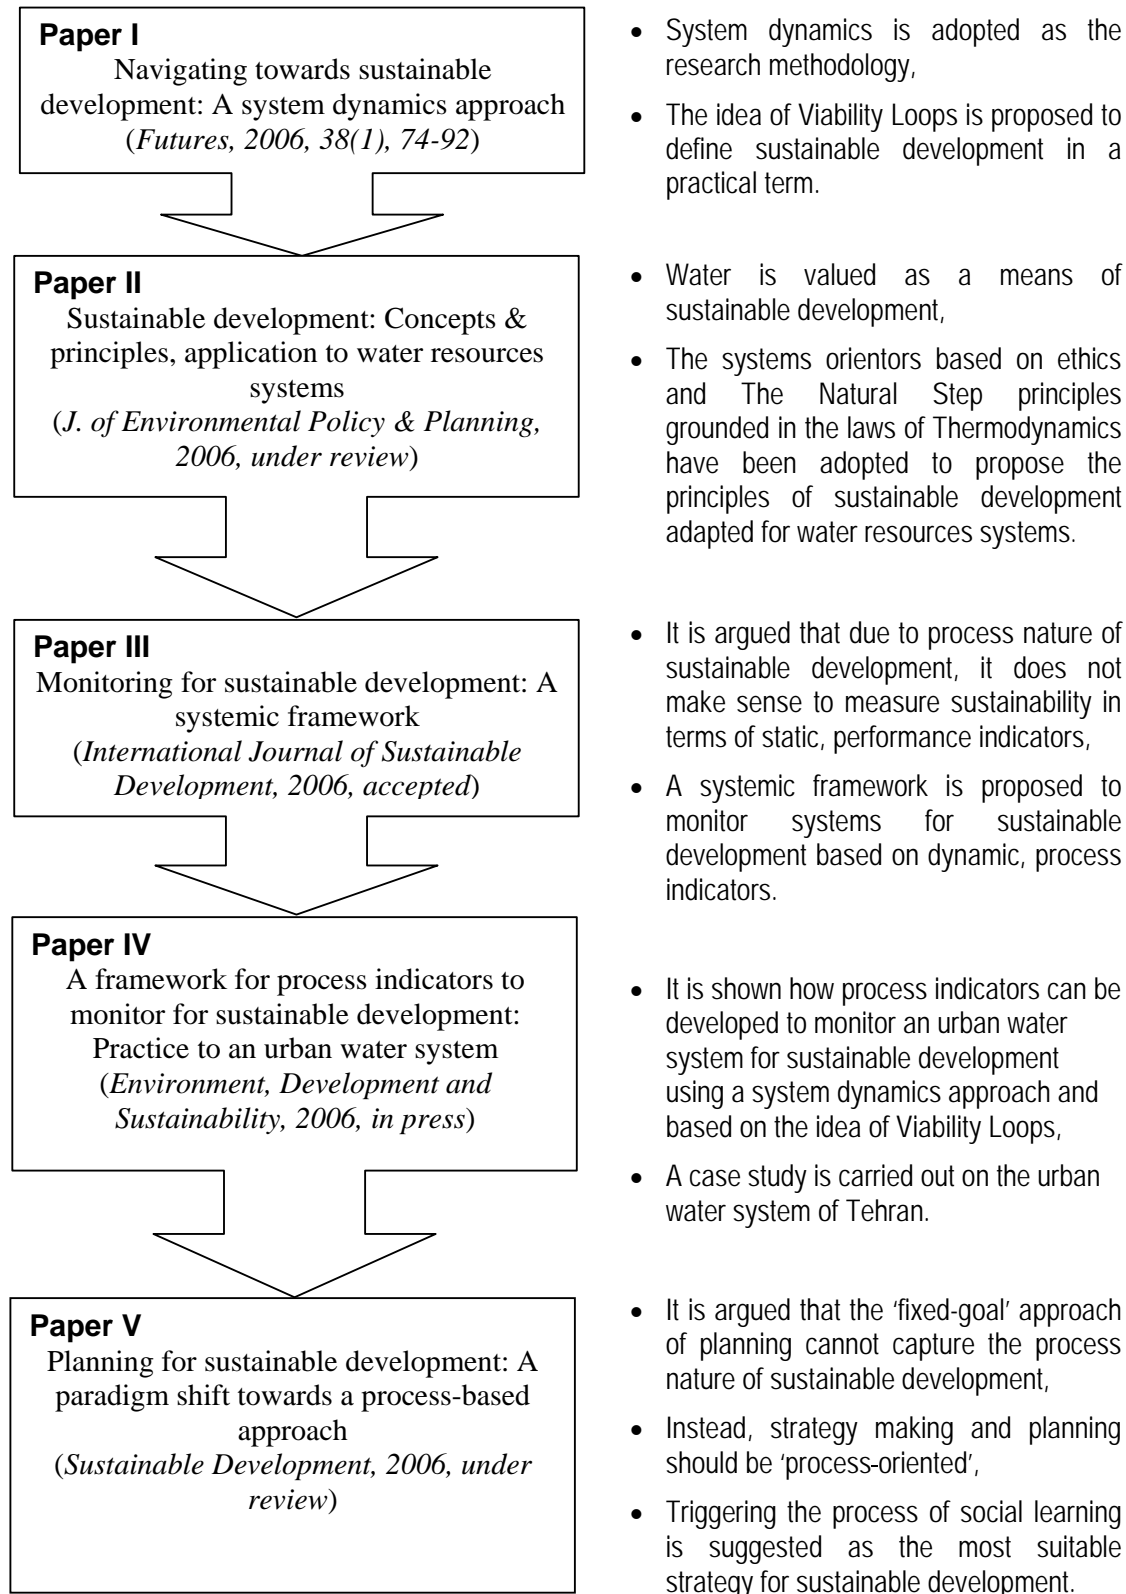 Paper I
Navigating towards sustainable
development: A system dynamics approach
(Futures, 2006, 38(1), 74-92)
• System dynamics is adopted as the
research methodology,
• The idea of Viability Loops is proposed to
define sustainable development in a
practical term.
Paper II
Sustainable development: Concepts &
principles, application to water resources
systems
(J. of Environmental Policy & Planning,
2006, under review)
• Water is valued as a means of
sustainable development,
• The systems orientors based on ethics
and The Natural Step principles
grounded in the laws of Thermodynamics
have been adopted to propose the
principles of sustainable development
adapted for water resources systems.
Paper III
Monitoring for sustainable development: A
systemic framework
(International Journal of Sustainable
Development, 2006, accepted)
• It is argued that due to process nature of
sustainable development, it does not
make sense to measure sustainability in
terms of static, performance indicators,
• A systemic framework is proposed to
monitor systems for sustainable
development based on dynamic, process
indicators.
Paper IV
A framework for process indicators to
monitor for sustainable development:
Practice to an urban water system
(Environment, Development and
Sustainability, 2006, in press)
• It is shown how process indicators can be
developed to monitor an urban water
system for sustainable development
using a system dynamics approach and
based on the idea of Viability Loops,
• A case study is carried out on the urban
water system of Tehran.
Paper V
Planning for sustainable development: A
paradigm shift towards a process-based
approach
(Sustainable Development, 2006, under
review)
• It is argued that the ‘fixed-goal’ approach
of planning cannot capture the process
nature of sustainable development,
• Instead, strategy making and planning
should be ‘process-oriented’,
• Triggering the process of social learning
is suggested as the most suitable
strategy for sustainable development.